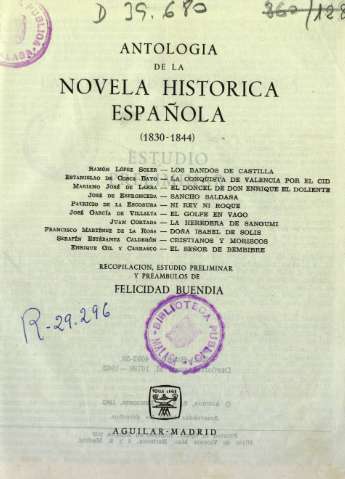 D 39.680
360/128
ANTOLOGIA
DE LA
NOVELA HISTORICA
ESPAÑOLA
(1830-1844)
ESTUDIO
RAMÓN LÓPEZ SOLER — LOS BANDOS DE CASTILLA
ESTANISLAO DE COSCA BAYO — LA CONQUISTA DE VALENCIA POR EL CID
MARIANO JOSÉ DE LARRA — EL DONCEL DE DON ENRIQUE EL DOLIENTE
JOSÉ DE ESPRONCEDA — SANCHO SALDAÑA
PATRICIO DE LA ESCOSURA — NI REY NI ROQUE
JOSÉ GARCÍA DE VILLALTA — EL GOLPE EN VAGO
JUAN CORTADA — LA HEREDERA DE SANGUMI
FRANCISCO MARTÍNEZ DE LA ROSA — DOÑA ISABEL DE SOLIS
SERAFÍN ESTÉBANEZ CALDERÓN — CRISTIANOS Y MORISCOS
ENRIQUE GIL Y CARRASCO — EL SEÑOR DE BEMBIBRE
RECOPILACION, ESTUDIO PRELIMINAR
Y PREAMBULOS DE
FELICIDAD BUENDIA
R-29.296
BIBLIOTECA PUBLICA
AGUILAR-MADRID